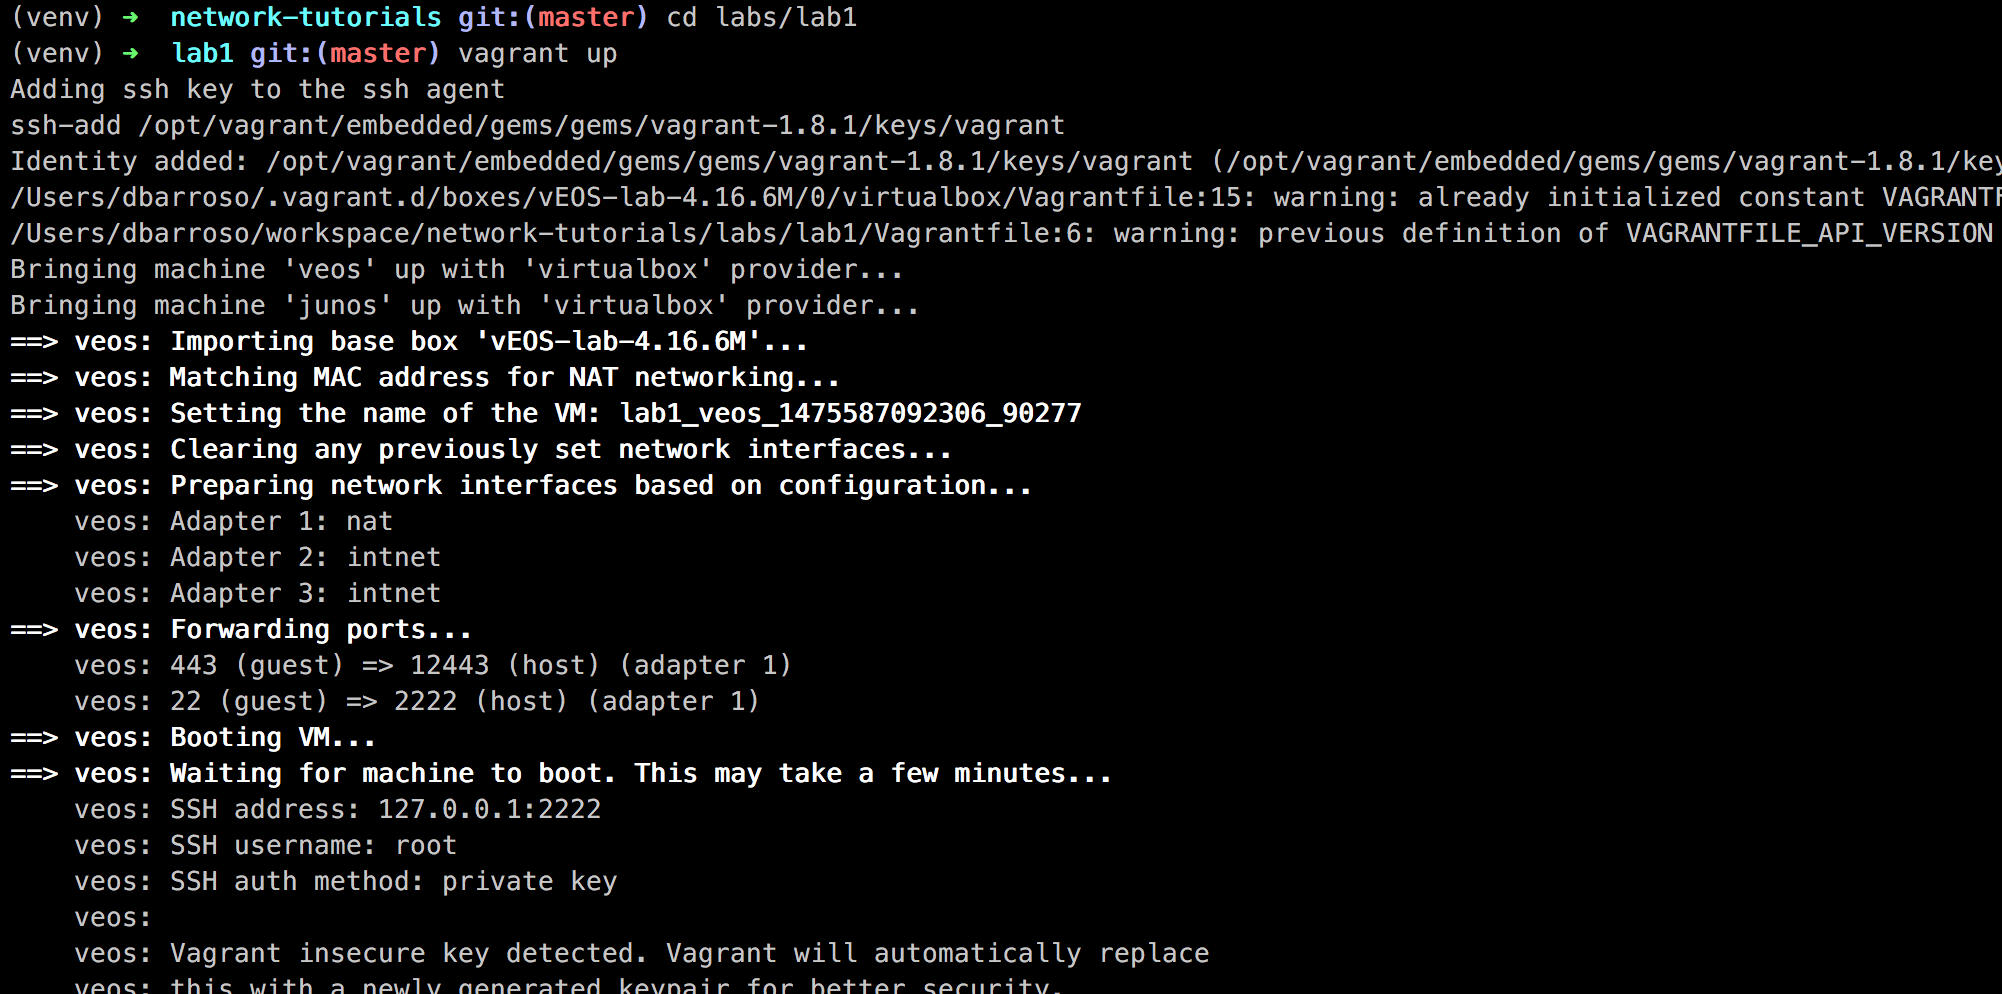 (venv) ➜  network-tutorials git:(master) cd labs/lab1
(venv) ➜  lab1 git:(master) vagrant up
Adding ssh key to the ssh agent
ssh-add /opt/vagrant/embedded/gems/gems/vagrant-1.8.1/keys/vagrant
Identity added: /opt/vagrant/embedded/gems/gems/vagrant-1.8.1/keys/vagrant (/opt/vagrant/embedded/gems/gems/vagrant-1.8.1/key
/Users/dbarroso/.vagrant.d/boxes/vEOS-lab-4.16.6M/0/virtualbox/Vagrantfile:15: warning: already initialized constant VAGRANTF
/Users/dbarroso/workspace/network-tutorials/labs/lab1/Vagrantfile:6: warning: previous definition of VAGRANTFILE_API_VERSION
Bringing machine 'veos' up with 'virtualbox' provider...
Bringing machine 'junos' up with 'virtualbox' provider...
==> veos: Importing base box 'vEOS-lab-4.16.6M'...
==> veos: Matching MAC address for NAT networking...
==> veos: Setting the name of the VM: lab1_veos_1475587092306_90277
==> veos: Clearing any previously set network interfaces...
==> veos: Preparing network interfaces based on configuration...
    veos: Adapter 1: nat
    veos: Adapter 2: intnet
    veos: Adapter 3: intnet
==> veos: Forwarding ports...
    veos: 443 (guest) => 12443 (host) (adapter 1)
    veos: 22 (guest) => 2222 (host) (adapter 1)
==> veos: Booting VM...
==> veos: Waiting for machine to boot. This may take a few minutes...
    veos: SSH address: 127.0.0.1:2222
    veos: SSH username: root
    veos: SSH auth method: private key
    veos:
    veos: Vagrant insecure key detected. Vagrant will automatically replace
    veos: this with a newly generated keypair for better security.